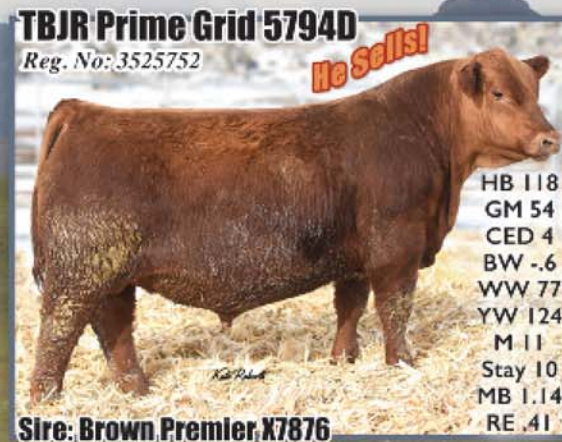 TBJR Prime Grid 5794D
Reg. No: 3525752
He Sells!
HB 118
GM 54
CED 4
BW -.6
WW 77
YW 124
M 11
Stay 10
MB 1.14
RE .41
Sire: Brown Premier X7876